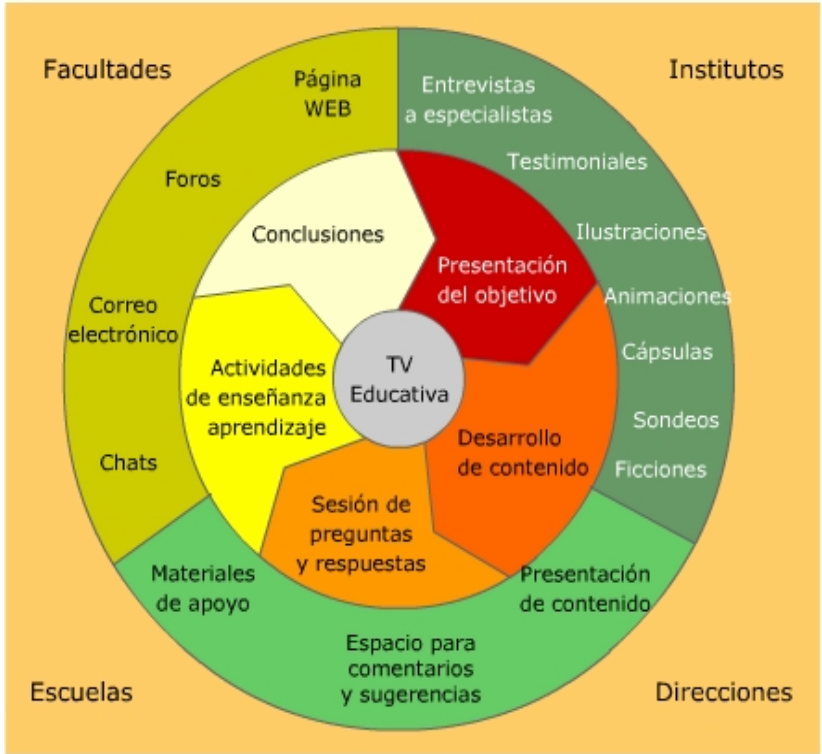 Facultades
Institutos
Página
WEB
Entrevistas
a especialistas
Foros
Testimoniales
Conclusiones
Ilustraciones
Presentación
del objetivo
Animaciones
Correo
electrónico
Cápsulas
TV
Educativa
Actividades
de enseñanza
aprendizaje
Sondeos
Desarrollo
de contenido
Chats
Ficciones
Sesión de
preguntas
y respuestas
Materiales
de apoyo
Presentación
de contenido
Espacio para
comentarios
y sugerencias
Escuelas
Direcciones